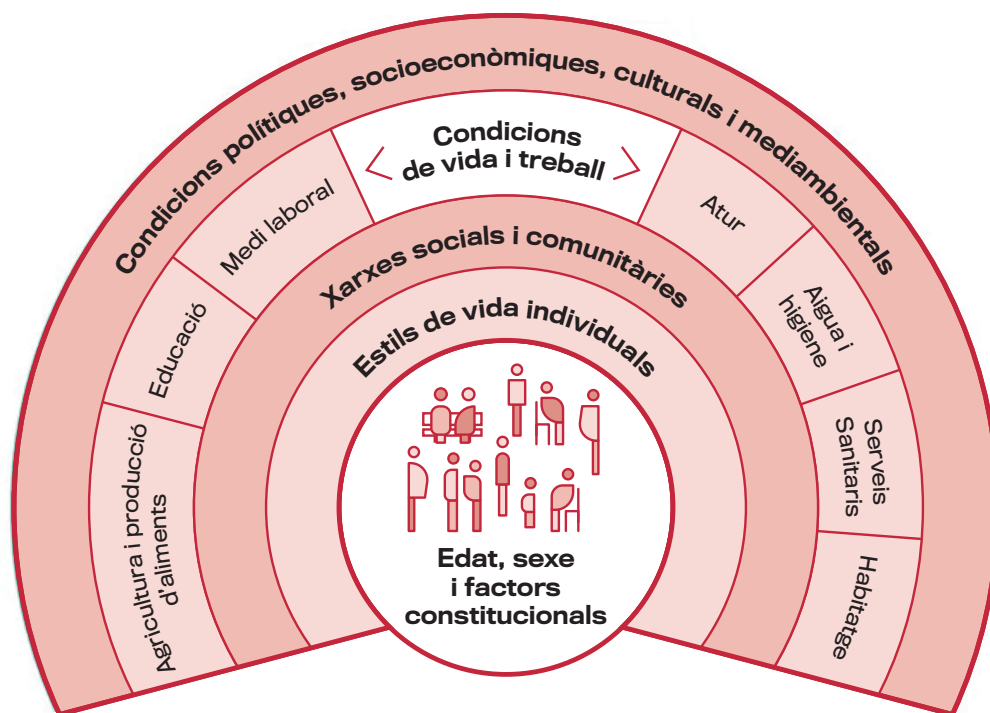 Condicions polítiques, socioeconòmiques, culturals i mediambientals
Condicions
de vida i treball
Agricultura i producció
d'aliments
Educació
Medi laboral
Atur
Aigua i
higiene
Serveis
Sanitaris
Habitatge
Xarxes socials i comunitàries
Estils de vida individuals
Edat, sexe
i factors
constitucionals